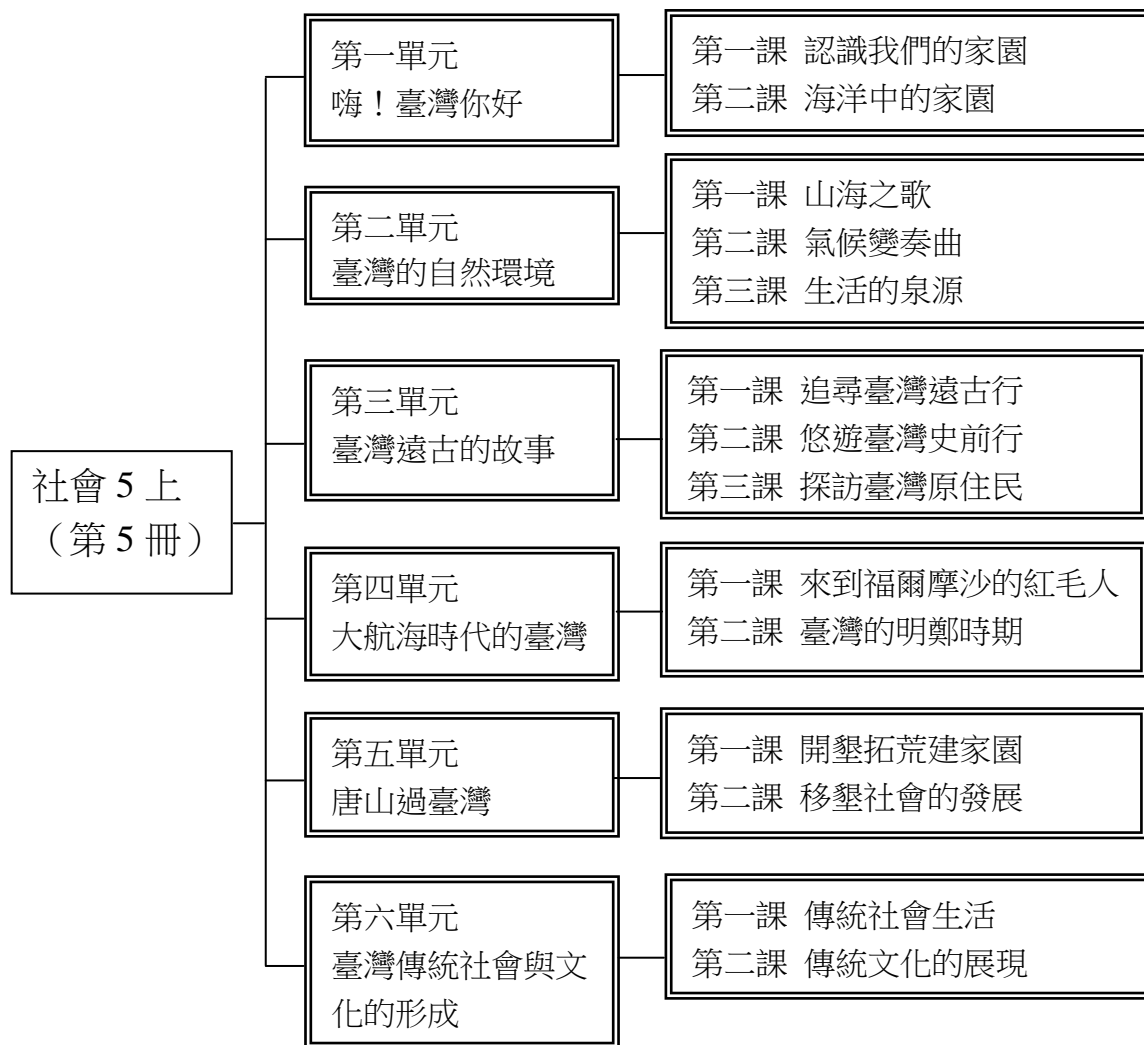 社會 5 上
（第 5 冊）
第一單元
嗨！臺灣你好
第一課 認識我們的家園
第二課 海洋中的家園
第二單元
臺灣的自然環境
第一課 山海之歌
第二課 氣候變奏曲
第三課 生活的泉源
第三單元
臺灣遠古的故事
第一課 追尋臺灣遠古行
第二課 悠遊臺灣史前行
第三課 探訪臺灣原住民
第四單元
大航海時代的臺灣
第一課 來到福爾摩沙的紅毛人
第二課 臺灣的明鄭時期
第五單元
唐山過臺灣
第一課 開墾拓荒建家園
第二課 移墾社會的發展
第六單元
臺灣傳統社會與文
化的形成
第一課 傳統社會生活
第二課 傳統文化的展現